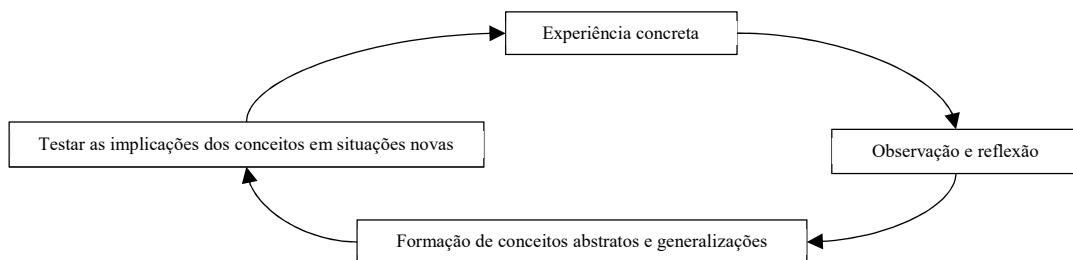 Experiência concreta
Testar as implicações dos conceitos em situações novas
Observação e reflexão
Formação de conceitos abstratos e generalizações